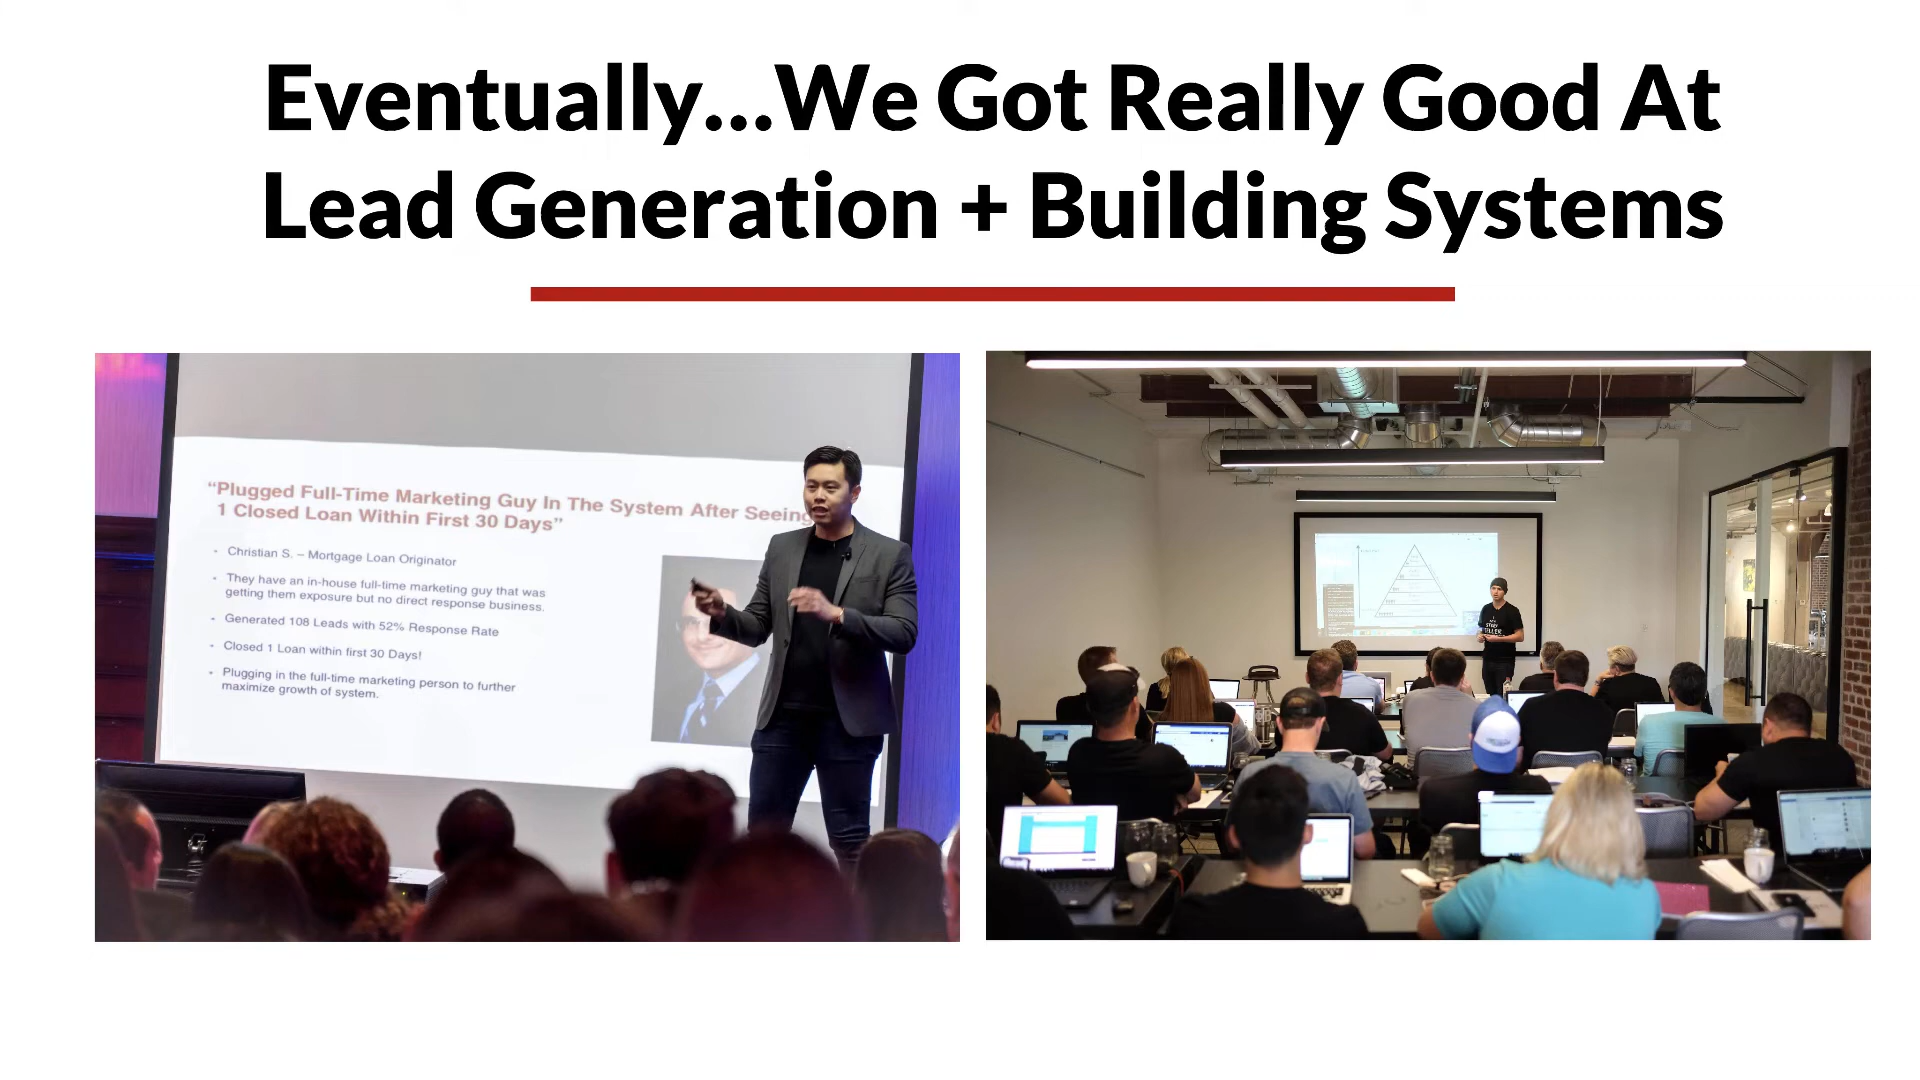 Eventually...We Got Really Good At
Lead Generation + Building Systems
“Plugged Full-Time Marketing Guy In The System After Seeing
1 Closed Loan Within First 30 Days”
- Christian S. – Mortgage Loan Originator
- They have an in-house full-time marketing guy that was
getting them exposure but no direct response business.
- Generated 108 Leads with 52% Response Rate
- Closed 1 Loan within first 30 Days!
- Plugging in the full-time marketing person to further
maximize growth of system.
STORY